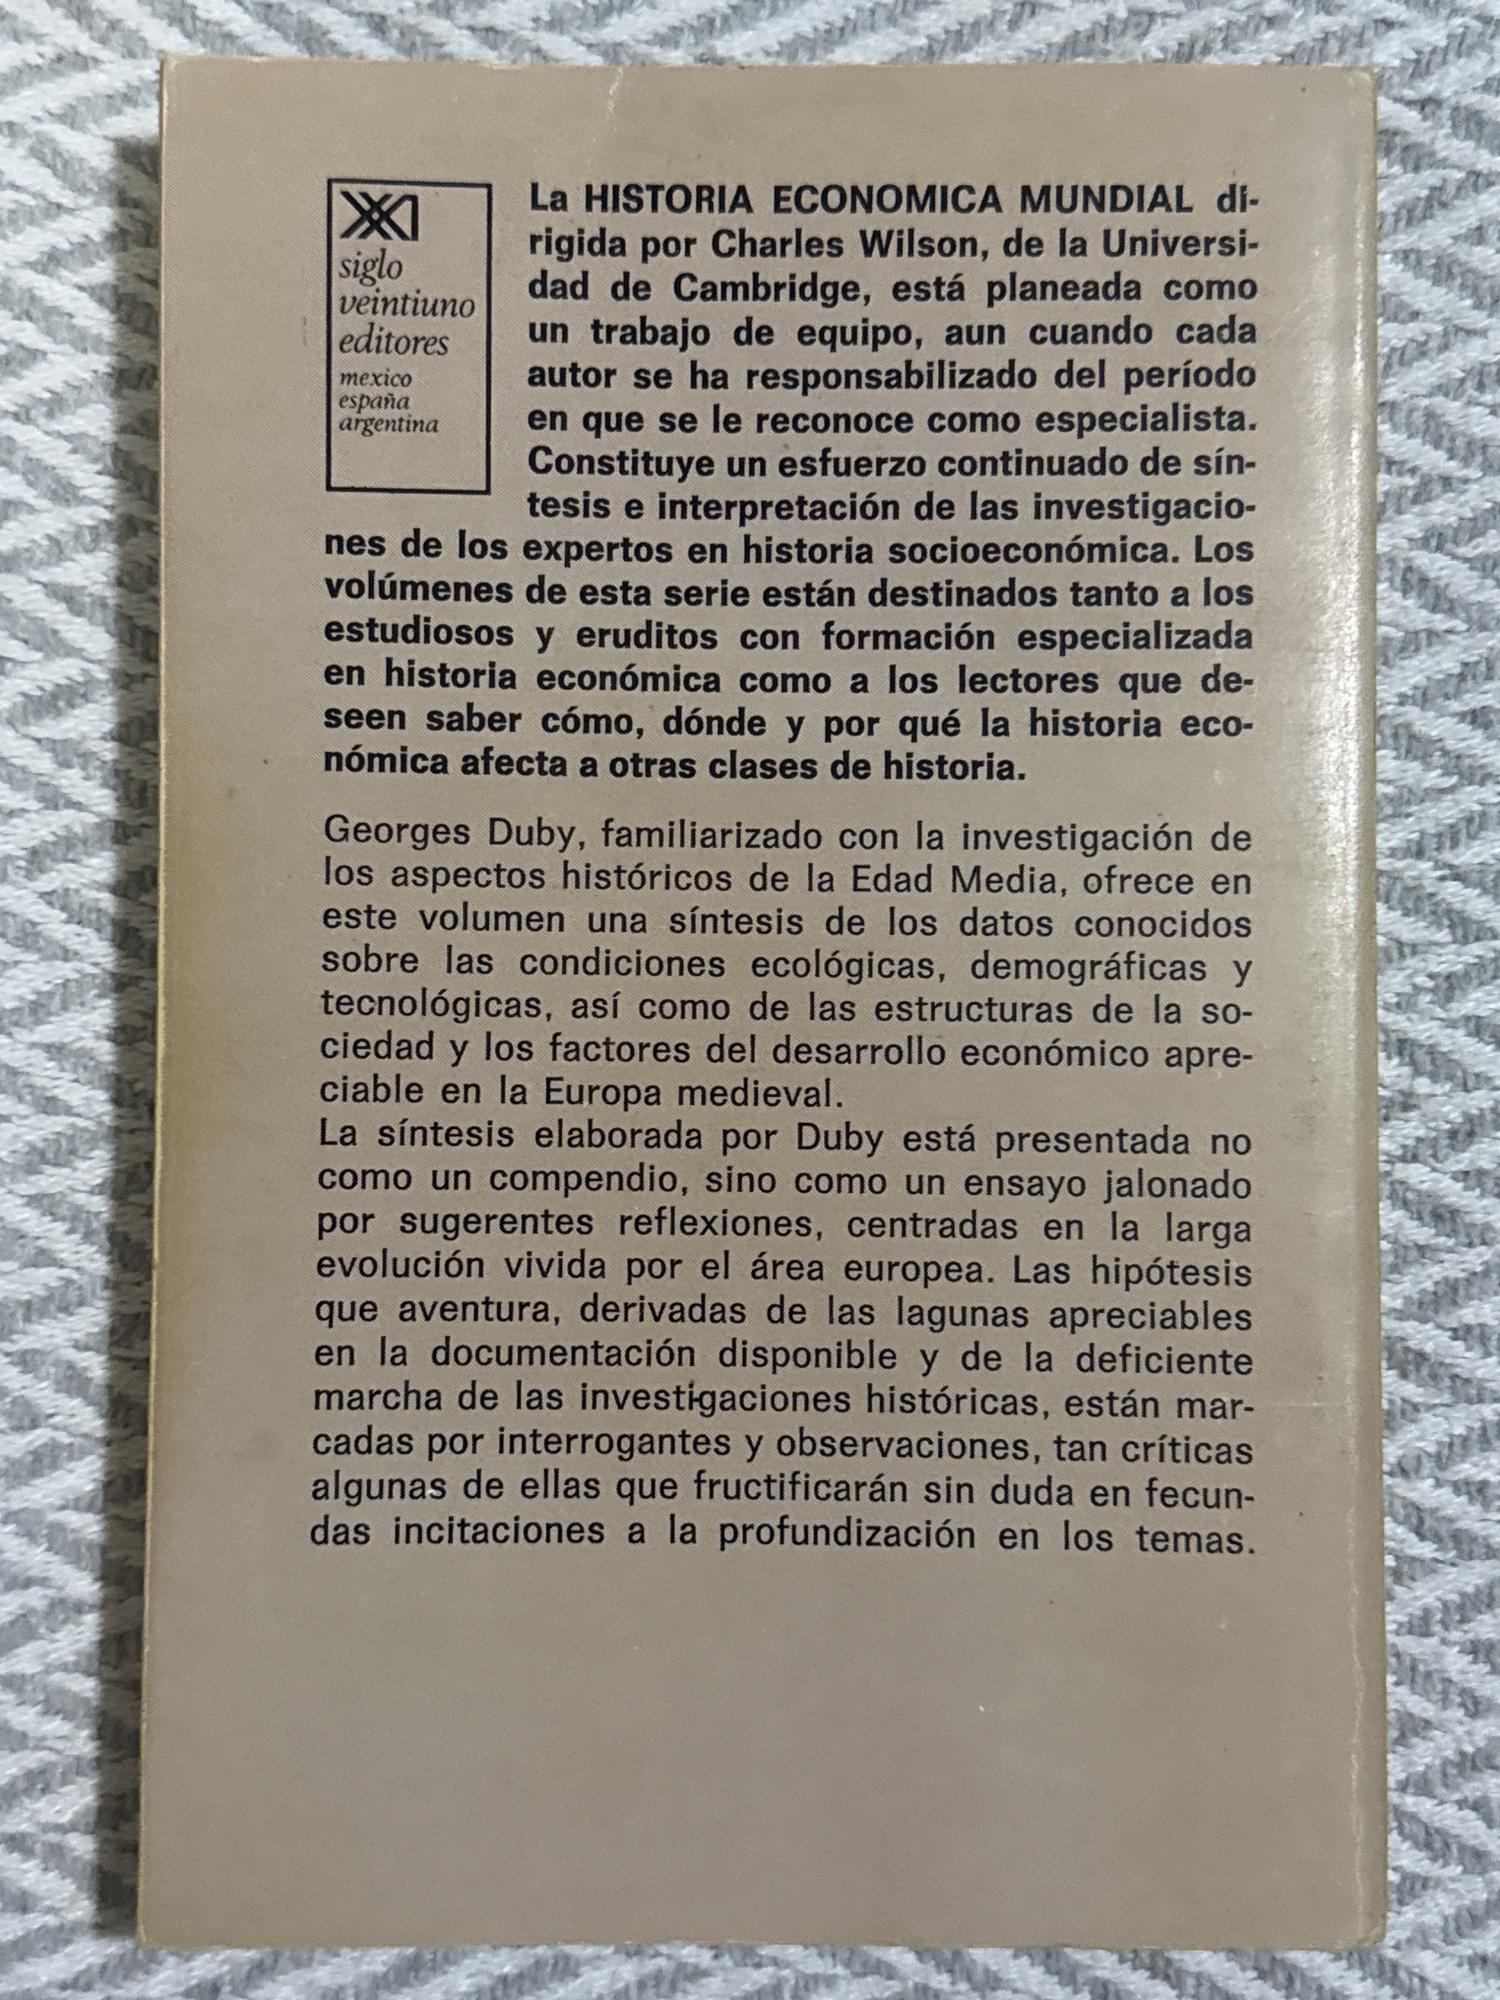 XXI
siglo
veintiuno
editores
mexico
españa
argentina
La HISTORIA ECONOMICA MUNDIAL di-
rigida por Charles Wilson, de la Universi-
dad de Cambridge, está planeada como
un trabajo de equipo, aun cuando cada
autor se ha responsabilizado del período
en que se le reconoce como especialista.
Constituye un esfuerzo continuado de sín-
tesis e interpretación de las investigacio-
nes de los expertos en historia socioeconómica. Los
volúmenes de esta serie están destinados tanto a los
estudiosos y eruditos con formación especializada
en historia económica como a los lectores que de-
seen saber cómo, dónde y por qué la historia eco-
nómica afecta a otras clases de historia.
Georges Duby, familiarizado con la investigación de
los aspectos históricos de la Edad Media, ofrece en
este volumen una síntesis de los datos conocidos
sobre las condiciones ecológicas, demográficas y
tecnológicas, así como de las estructuras de la so-
ciedad y los factores del desarrollo económico apre-
ciable en la Europa medieval.
La síntesis elaborada por Duby está presentada no
como un compendio, sino como un ensayo jalonado
por sugerentes reflexiones, centradas en la larga
evolución vivida por el área europea. Las hipótesis
que aventura, derivadas de las lagunas apreciables
en la documentación disponible y de la deficiente
marcha de las investigaciones históricas, están mar-
cadas por interrogantes y observaciones, tan críticas
algunas de ellas que fructificarán sin duda en fecun-
das incitaciones a la profundización en los temas.